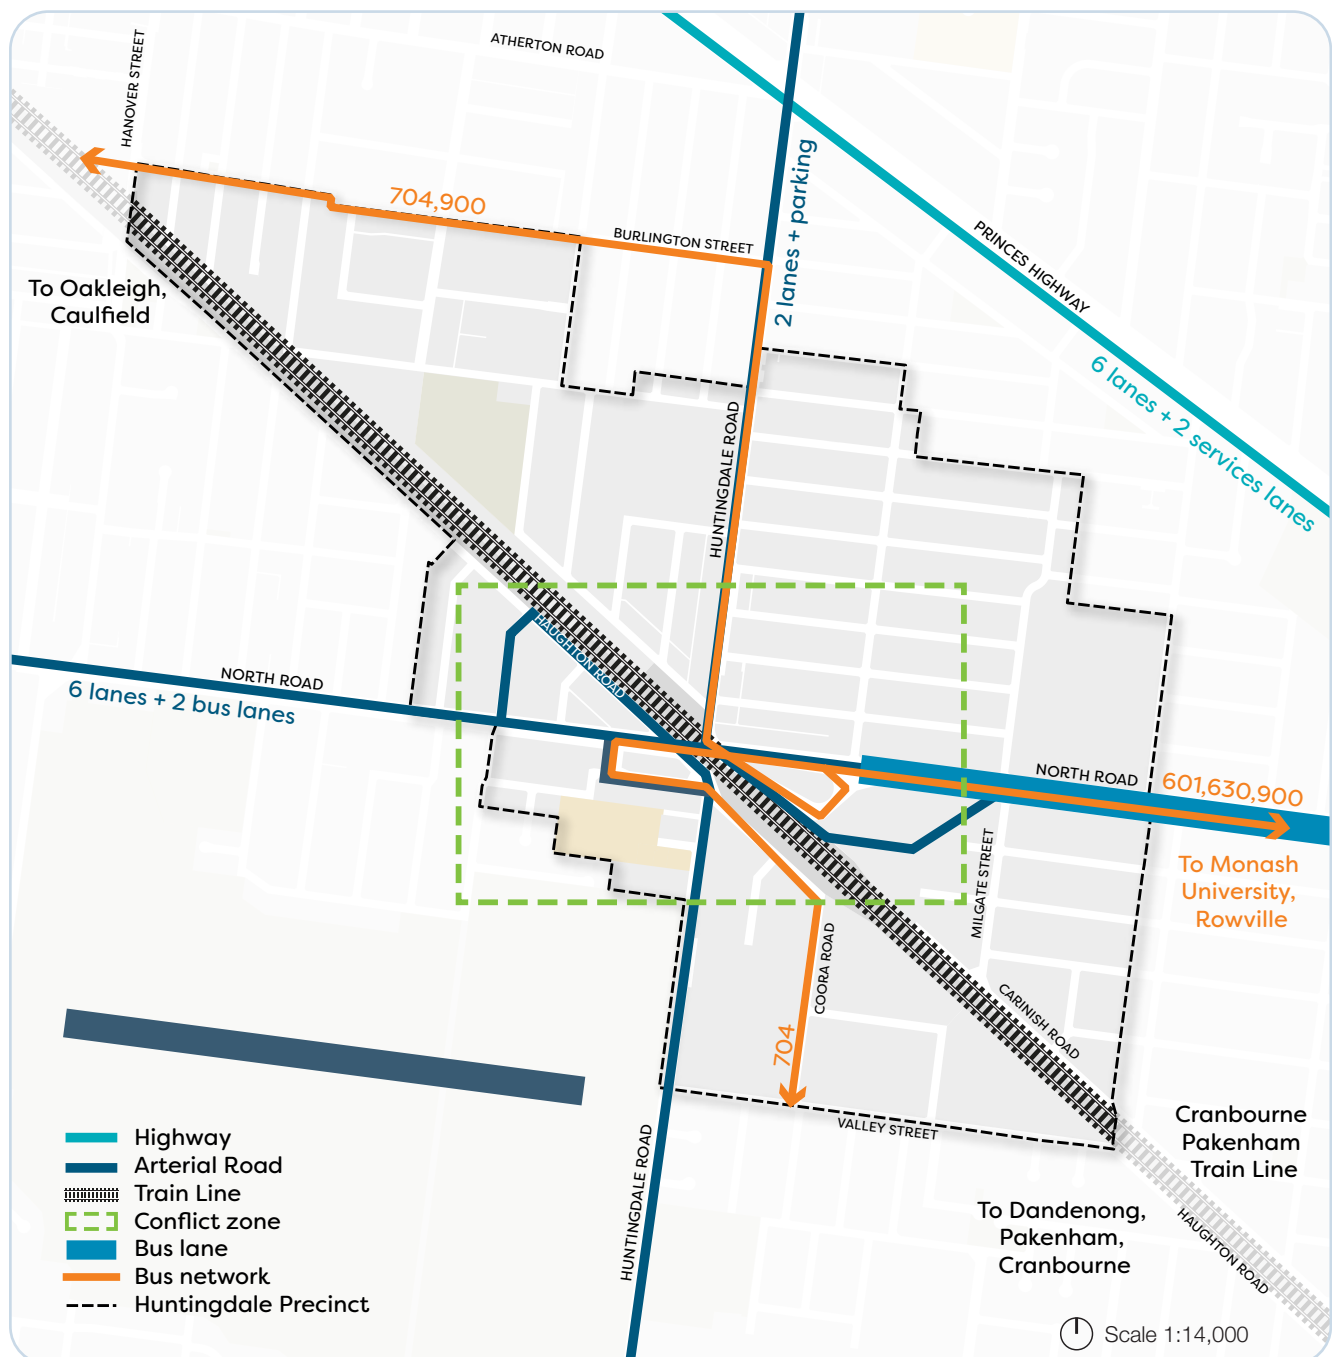 HANOVER STREET
ATHERTON ROAD
704,900
BURLINGTON STREET
2 lanes + parking
PRINCES HIGHWAY
6 lanes + 2 services lanes
To Oakleigh,
Caulfield
HUNTINGDALE ROAD
HAUGHTON ROAD
NORTH ROAD
6 lanes + 2 bus lanes
NORTH ROAD
601,630,900
To Monash
University,
Rowville
MILGATE STREET
COORA ROAD
704
CARINISH ROAD
VALLEY STREET
HUNTINGDALE ROAD
Cranbourne
Pakenham
Train Line
To Dandenong,
Pakenham,
Cranbourne
HAUGHTON ROAD
Highway
Arterial Road
Train Line
Conflict zone
Bus lane
Bus network
Huntingdale Precinct
Scale 1:14,000